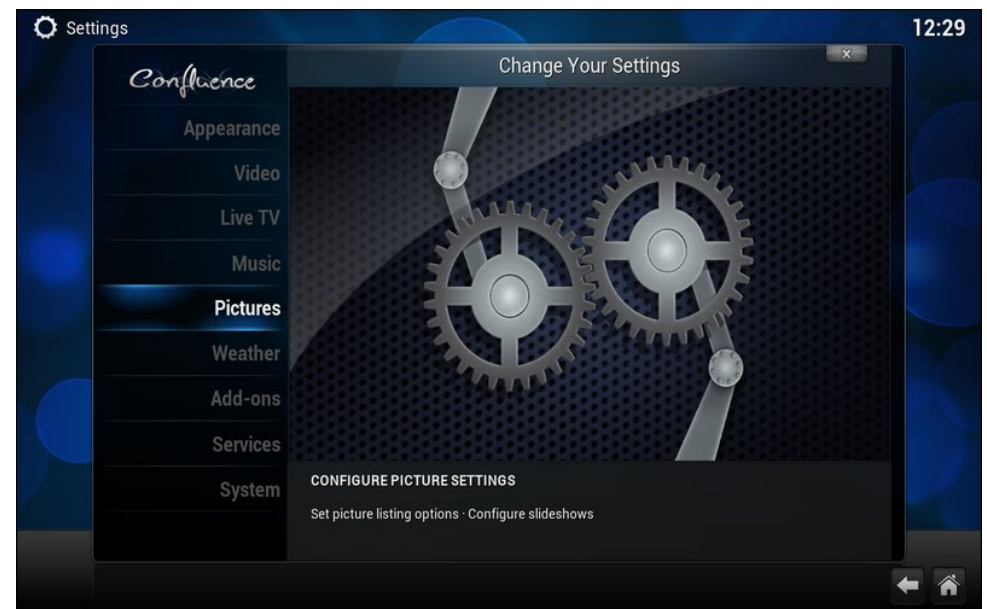 Settings
12:29
Confluence
Change Your Settings
x
Appearance
Video
Live TV
Music
Pictures
Weather
Add-ons
Services
System
CONFIGURE PICTURE SETTINGS
Set picture listing options · Configure slideshows